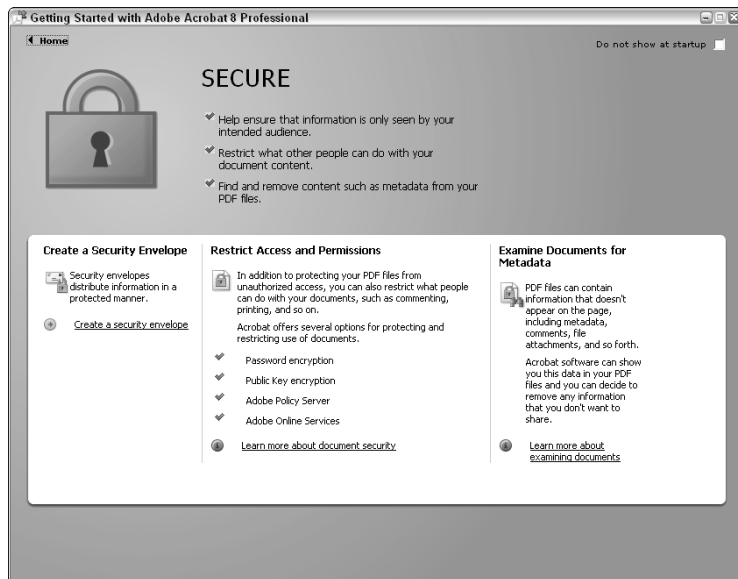 Getting Started with Adobe Acrobat 8 Professional
Home
Do not show at startup
SECURE
Help ensure that information is only seen by your
intended audience.
Restrict what other people can do with your
document content.
Find and remove content such as metadata from your
PDF files.
Create a Security Envelope
Security envelopes
distribute information in a
protected manner.
Create a security envelope
Restrict Access and Permissions
In addition to protecting your PDF files from
unauthorized access, you can also restrict what people
can do with your documents, such as commenting,
printing, and so on.
Acrobat offers several options for protecting and
restricting use of documents.
Password encryption
Public Key encryption
Adobe Policy Server
Adobe Online Services
Learn more about document security
Examine Documents for
Metadata
PDF files can contain
information that doesn't
appear on the page,
including metadata,
comments, file
attachments, and so forth.
Acrobat software can show
you this data in your PDF
files and you can decide to
remove any information
that you don't want to
share.
Learn more about
examining documents